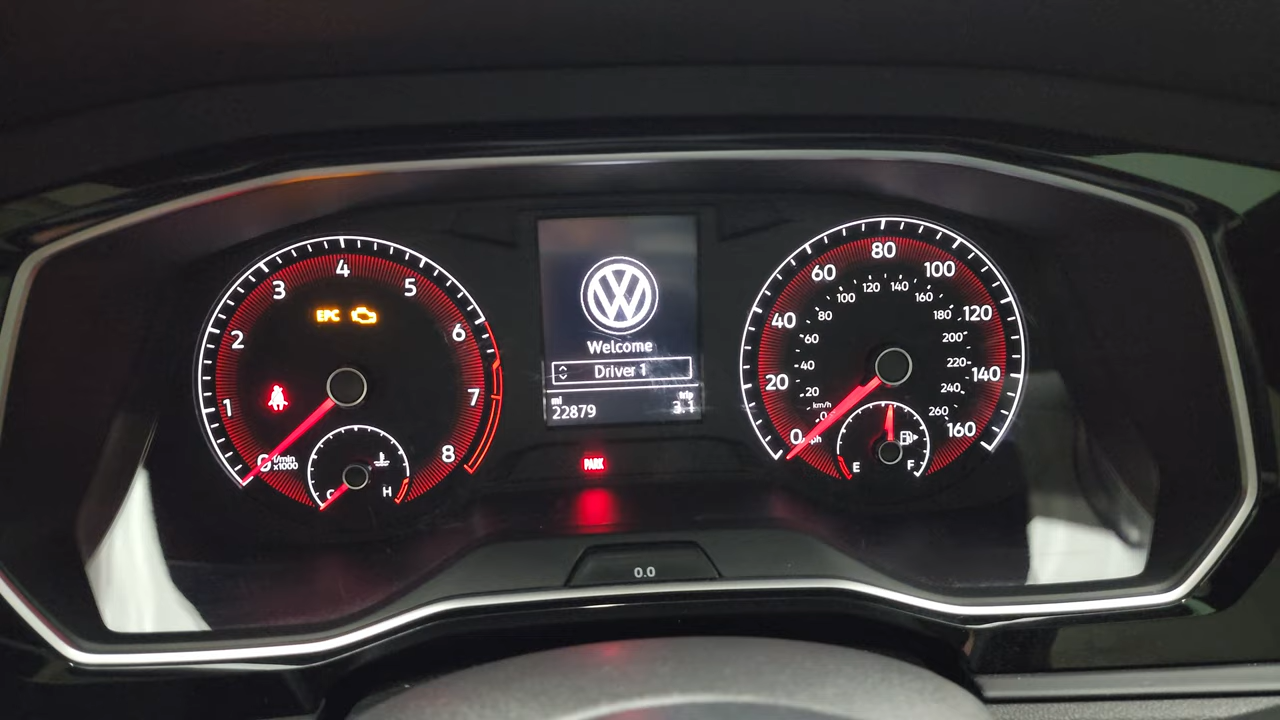 EPC
1
2
3
4
5
6
7
8
1/min
x1000
C
H
VW
Welcome
Driver 1
mi
22879
trip
3.1
PARK
0.0
0
20
40
60
80
100
120
140
160
mph
km/h
0
20
40
60
80
100
120
140
160
180
200
220
240
260
E
F